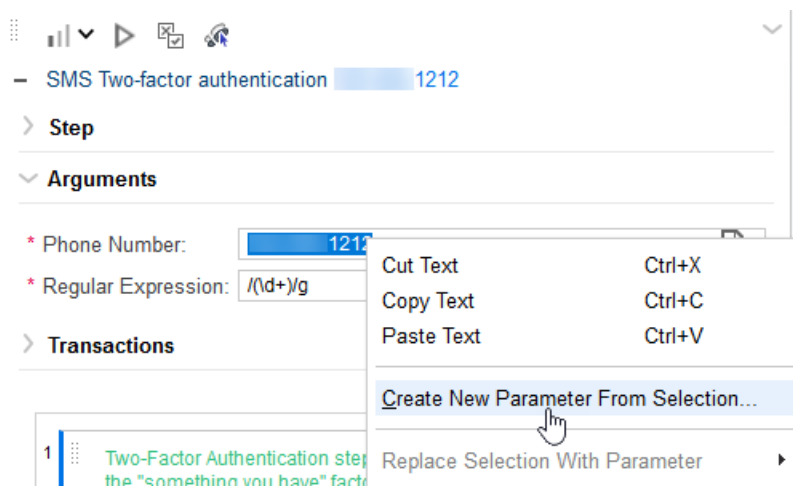 SMS Two-factor authentication 1212
Step
Arguments
* Phone Number: 1212
* Regular Expression: /(\d+)/g
Transactions
Cut Text Ctrl+X
Copy Text Ctrl+C
Paste Text Ctrl+V
Create New Parameter From Selection...
Replace Selection With Parameter
1
Two-Factor Authentication step
the "something you have" facto